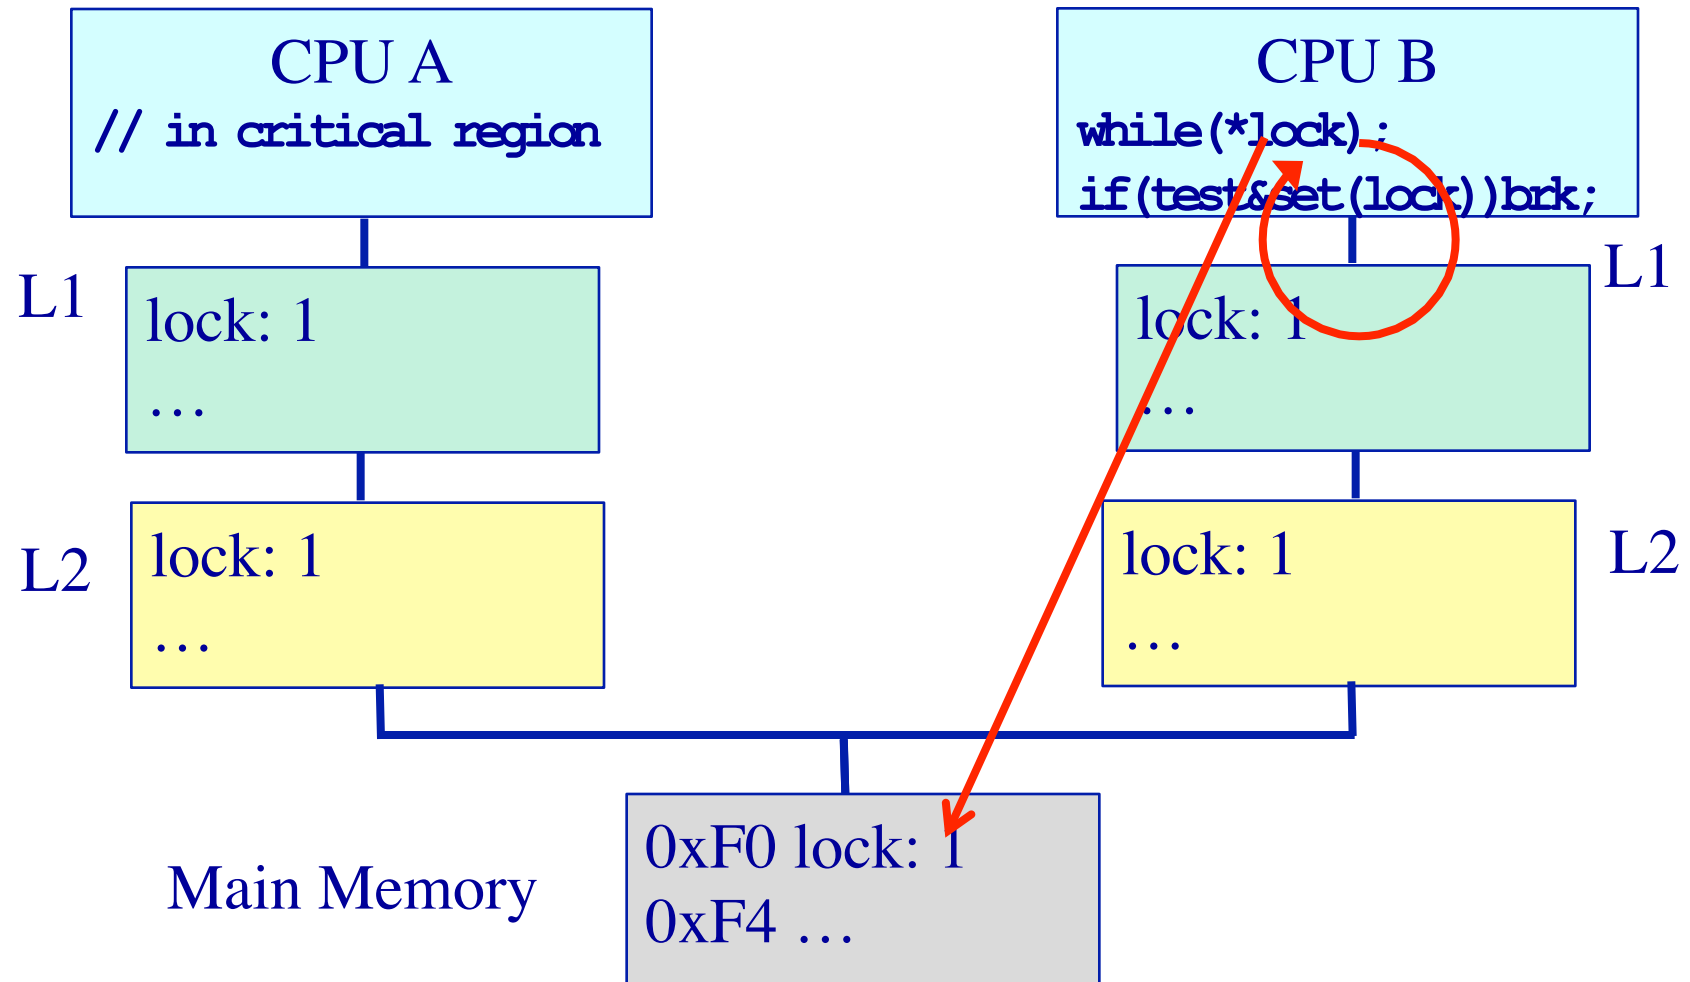 CPU A
// in critical region
CPU B
while(*lock);
if(test&set(lock))brk;
L1
lock: 1
…
lock: 1
…
L1
L2
lock: 1
…
lock: 1
…
L2
Main Memory
0xF0 lock: 1
0xF4 …